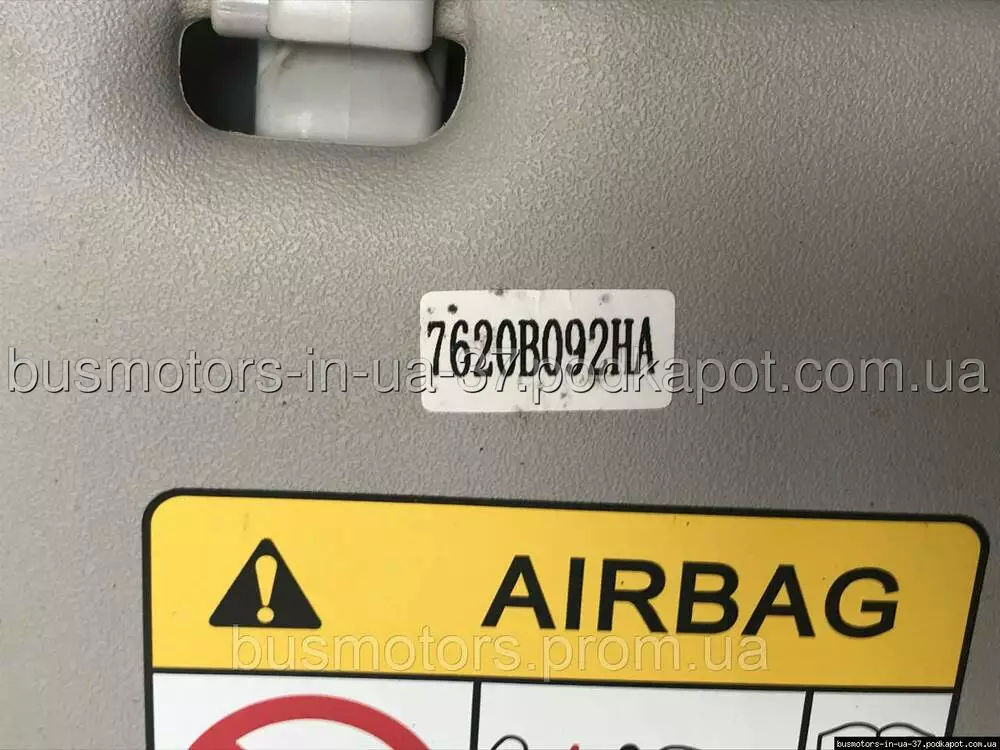 7620B092HA
busmotors-in-ua-37.podkapot.com.ua
AIRBAG
busmotors.prom.ua
busmotors-in-ua-37.podkapot.com.ua